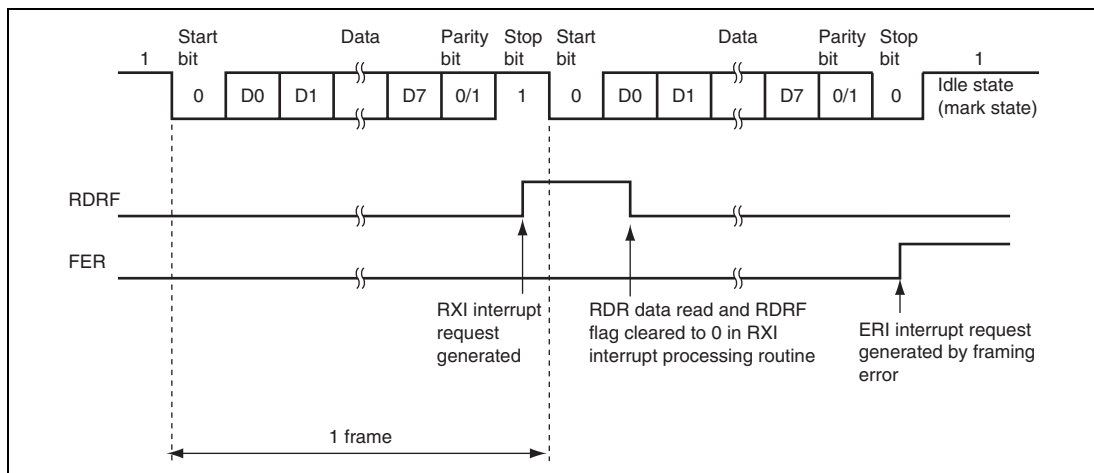 Start bit Data Parity bit Stop bit Start bit Data Parity bit Stop bit
1 1
0 D0 D1 D7 0/1 1 0 D0 D1 D7 0/1 0
Idle state
(mark state)
RDRF
FER
RXI interrupt
request
generated
RDR data read and RDRF
flag cleared to 0 in RXI
interrupt processing routine
ERI interrupt request
generated by framing
error
1 frame